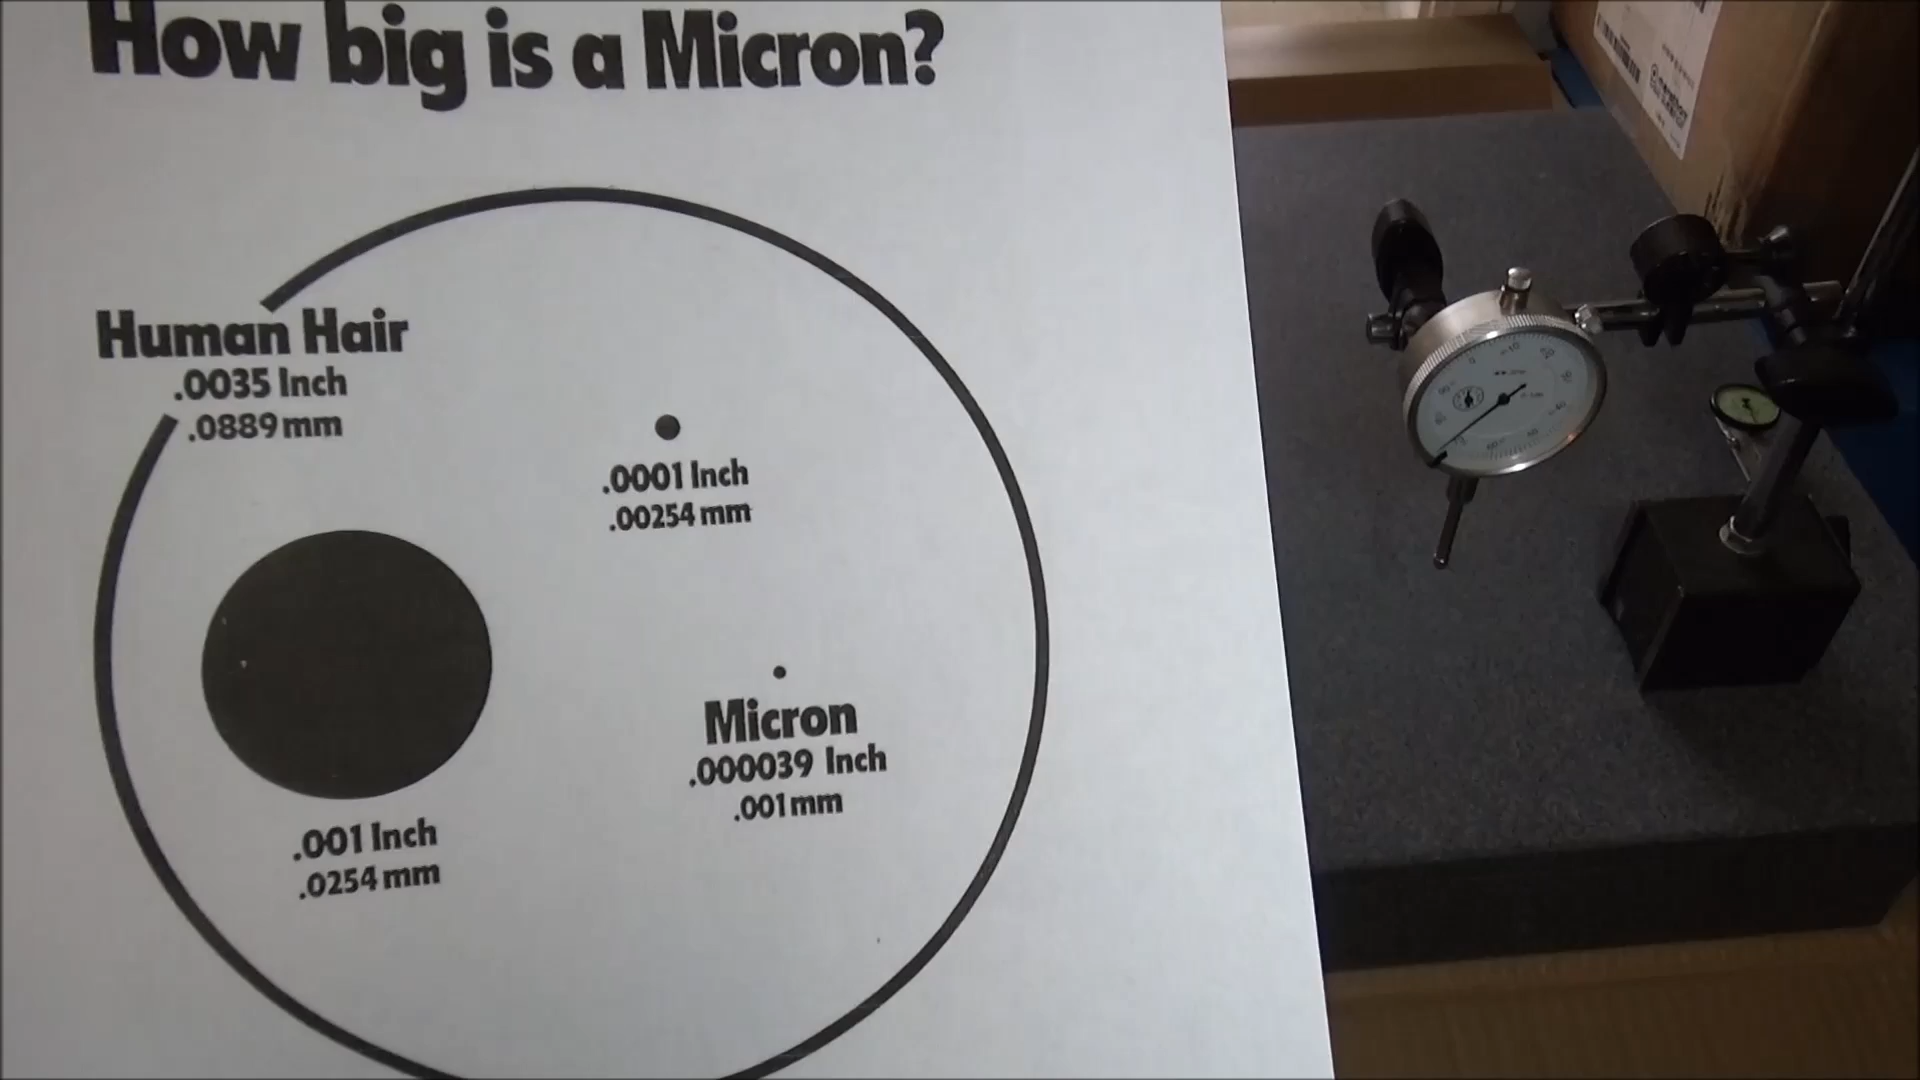 How big is a Micron?
Human Hair
.0035 Inch
.0889 mm
.0001 Inch
.00254 mm
Micron
.000039 Inch
.001 mm
.001 Inch
.0254 mm